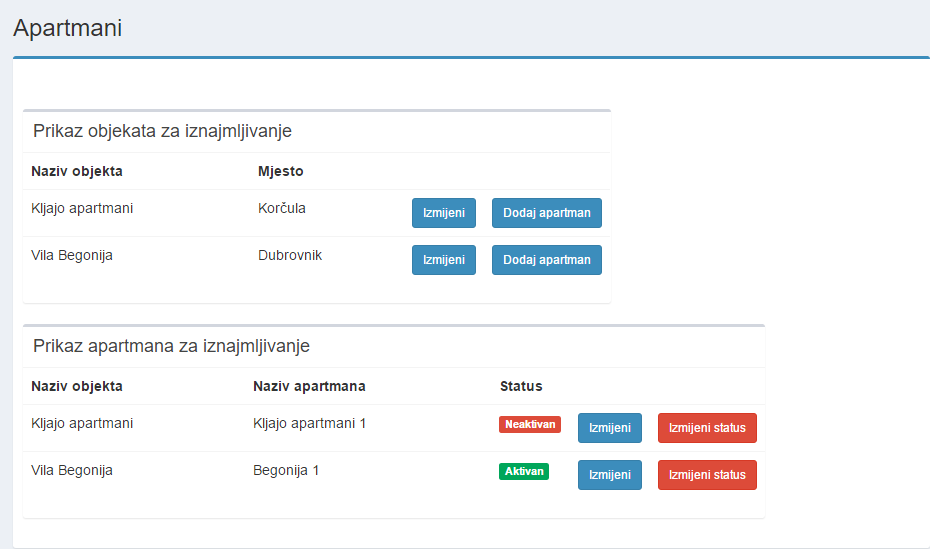 Apartmani
Prikaz objekata za iznajmljivanje
Naziv objekta Mjesto
Kljajo apartmani Korčula Izmijeni Dodaj apartman
Vila Begonija Dubrovnik Izmijeni Dodaj apartman
Prikaz apartmana za iznajmljivanje
Naziv objekta Naziv apartmana Status
Kljajo apartmani Kljajo apartmani 1 Neaktivan Izmijeni Izmijeni status
Vila Begonija Begonija 1 Aktivan Izmijeni Izmijeni status